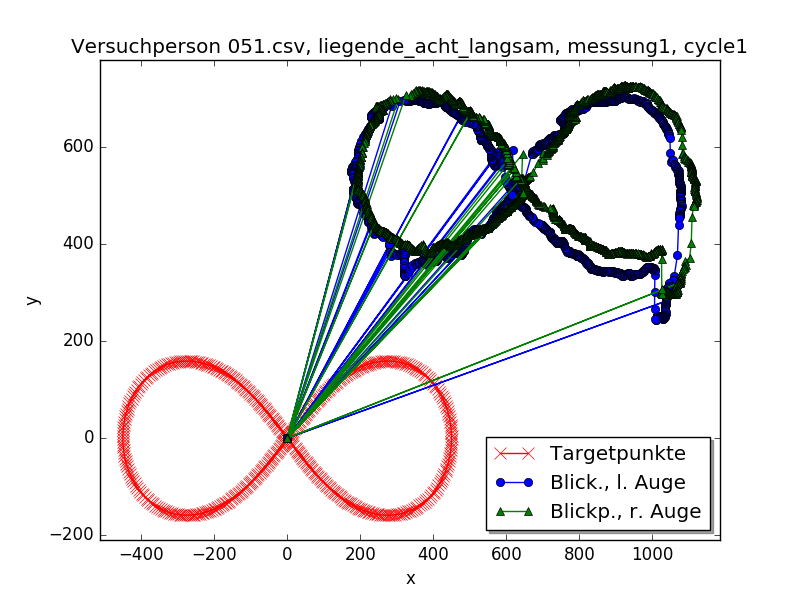 Versuchperson 051.csv, liegende_acht_langsam, messung1, cycle1
600
400
200
0
−200
y
−400
−200
0
200
400
600
800
1000
x
Targetpunkte
Blick., l. Auge
Blickp., r. Auge